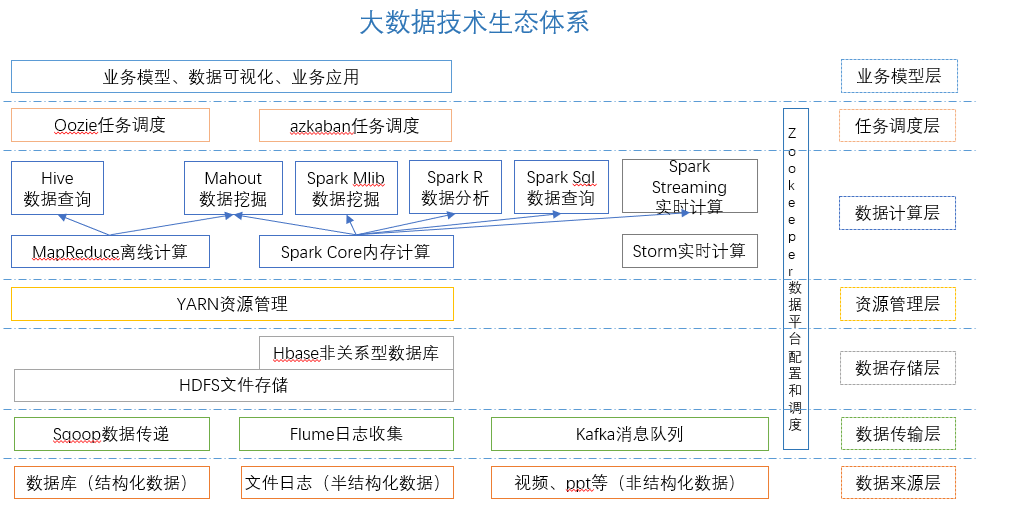 大数据技术生态体系
业务模型、数据可视化、业务应用
业务模型层
Oozie任务调度
azkaban任务调度
任务调度层
Hive
数据查询
Mahout
数据挖掘
Spark Mlib
数据挖掘
Spark R
数据分析
Spark Sql
数据查询
Spark
Streaming
实时计算
数据计算层
MapReduce离线计算
Spark Core内存计算
Storm实时计算
Zookeeper数据平台配置和调度
YARN资源管理
资源管理层
Hbase非关系型数据库
HDFS文件存储
数据存储层
Sqoop数据传递
Flume日志收集
Kafka消息队列
数据传输层
数据库（结构化数据）
文件日志（半结构化数据）
视频、ppt等（非结构化数据）
数据来源层